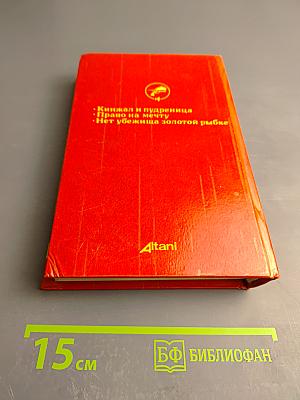 · Кинжал и пудреница
· Право на мечту
· Нет убежища золотой рыбке
Altani
15 см
БФ БИБЛИОФАН